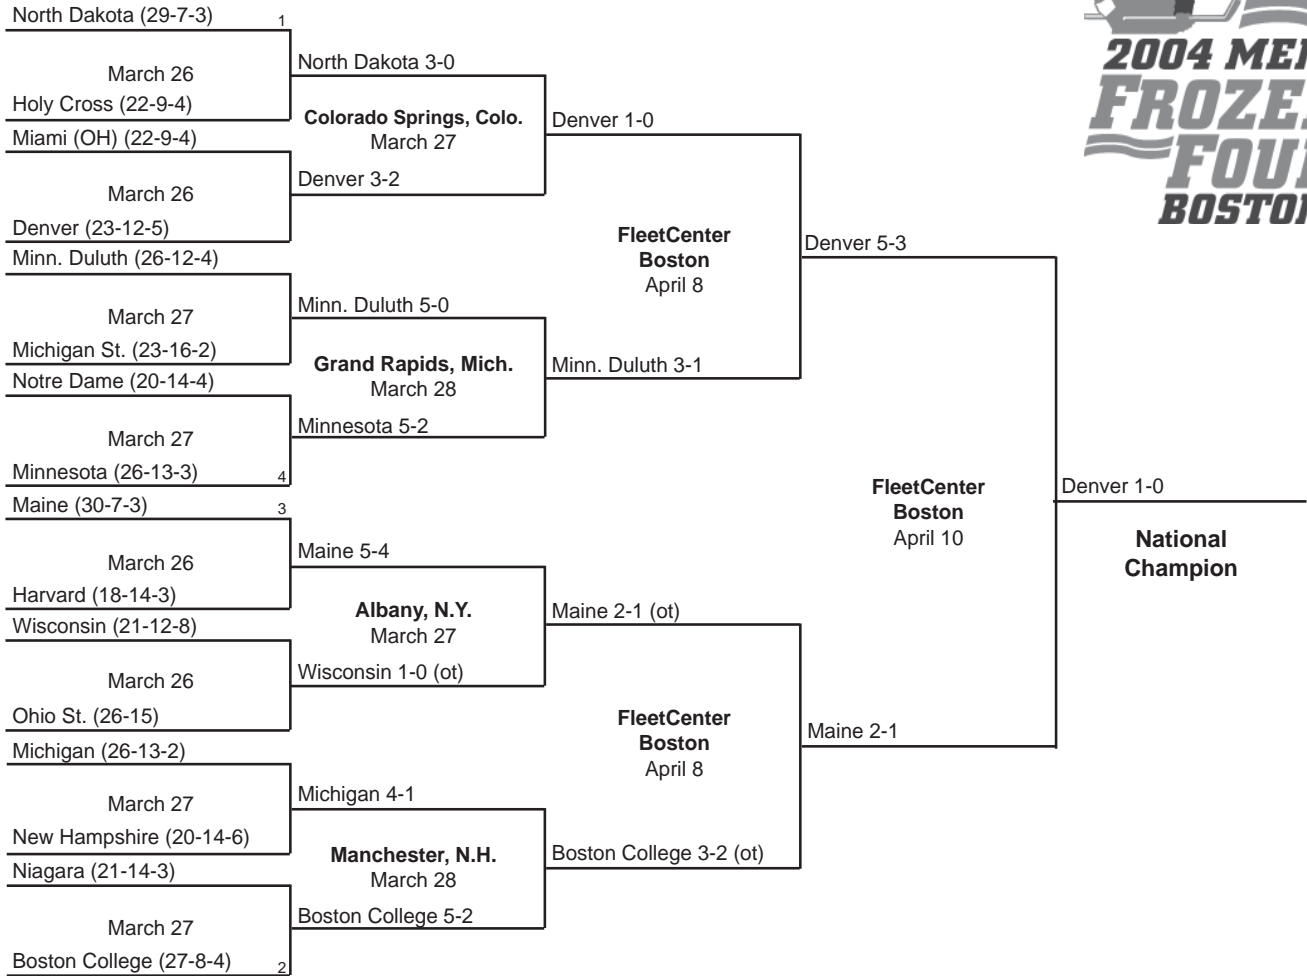 North Dakota (29-7-3) 1
March 26
Holy Cross (22-9-4)
Miami (OH) (22-9-4)
March 26
Denver (23-12-5)
Minn. Duluth (26-12-4)
March 27
Michigan St. (23-16-2)
Notre Dame (20-14-4)
March 27
Minnesota (26-13-3) 4
Maine (30-7-3) 3
March 26
Harvard (18-14-3)
Wisconsin (21-12-8)
March 26
Ohio St. (26-15)
Michigan (26-13-2)
March 27
New Hampshire (20-14-6)
Niagara (21-14-3)
March 27
Boston College (27-8-4) 2
North Dakota 3-0
Colorado Springs, Colo.
March 27
Denver 3-2
Minn. Duluth 5-0
Grand Rapids, Mich.
March 28
Minnesota 5-2
Maine 5-4
Albany, N.Y.
March 27
Wisconsin 1-0 (ot)
Michigan 4-1
Manchester, N.H.
March 28
Boston College 5-2
Denver 1-0
FleetCenter
Boston
April 8
Minn. Duluth 3-1
Maine 2-1 (ot)
FleetCenter
Boston
April 8
Boston College 3-2 (ot)
Denver 5-3
FleetCenter
Boston
April 10
Maine 2-1
Denver 1-0
National
Champion
2004 ME
FROZE
FOU
BOSTO